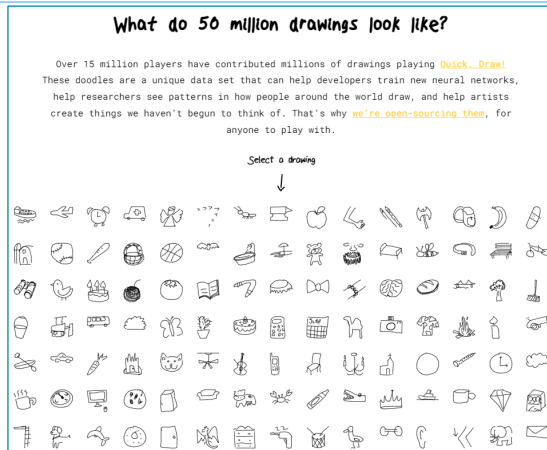 What do 50 million drawings look like?
Over 15 million players have contributed millions of drawings playing Quick, Draw!
These doodles are a unique data set that can help developers train new neural networks,
help researchers see patterns in how people around the world draw, and help artists
create things we haven't begun to think of. That's why we're open-sourcing them, for
anyone to play with.
Select a drawing